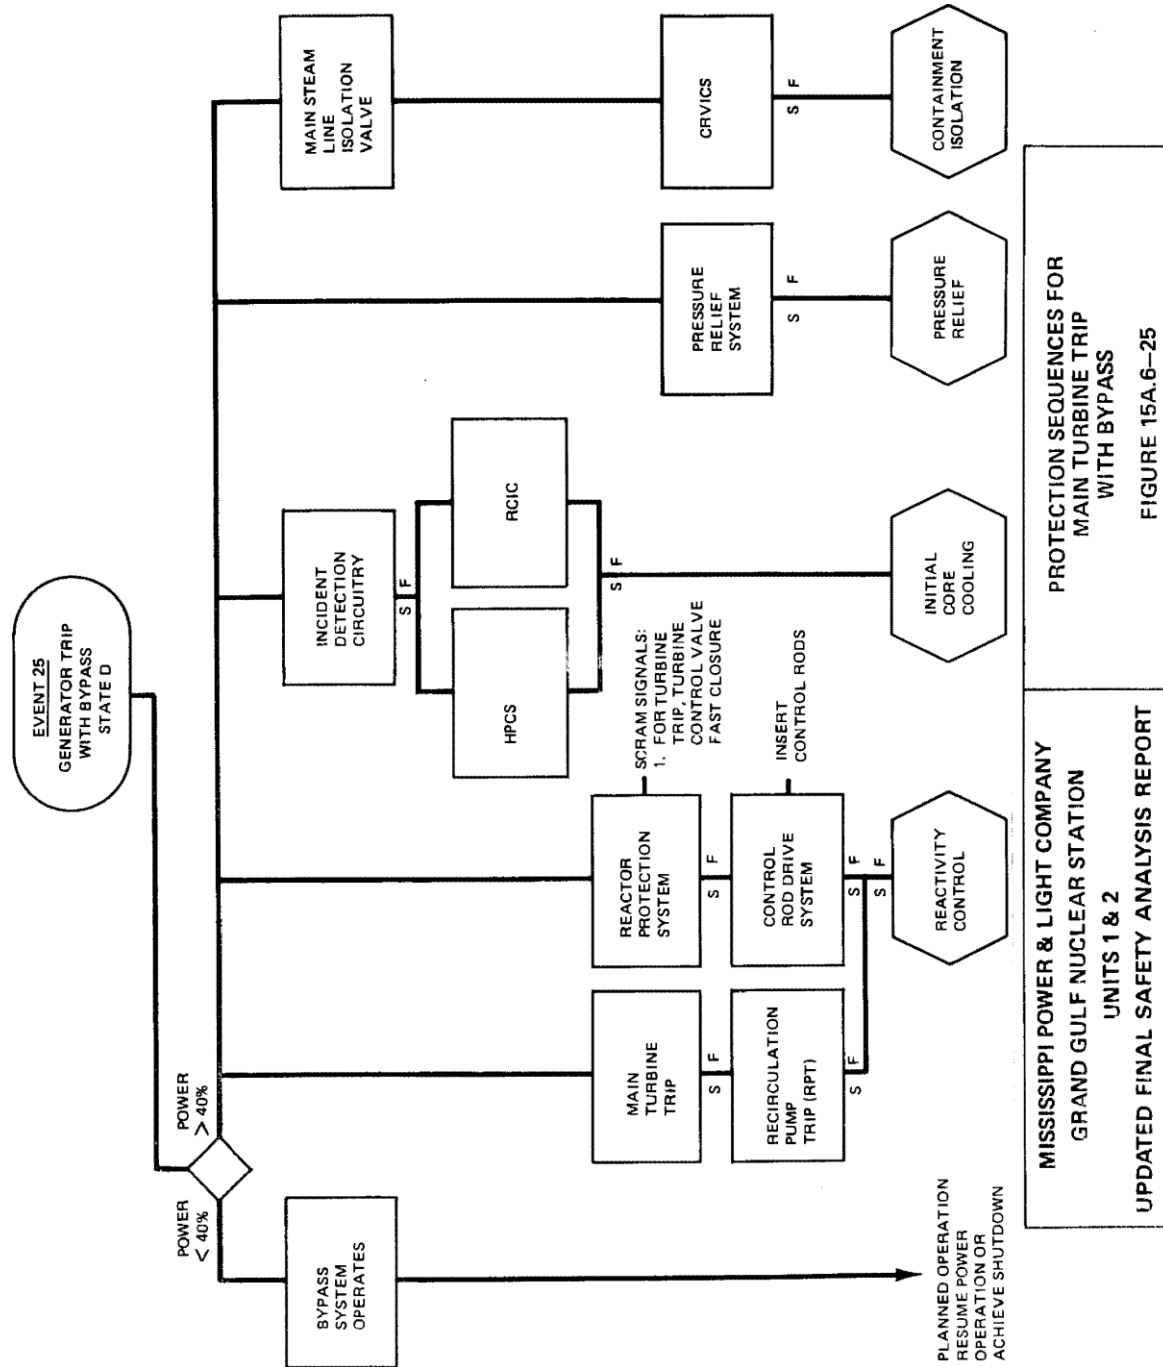 EVENT 25
GENERATOR TRIP
WITH BYPASS
STATE D
POWER
< 40%
POWER
> 40%
BYPASS
SYSTEM
OPERATES
INCIDENT
DETECTION
CIRCUITRY
MAIN STEAM
LINE
ISOLATION
VALVE
S F
HPCS
RCIC
S F
MAIN
TURBINE
TRIP
REACTOR
PROTECTION
SYSTEM
SCRAM SIGNALS:
1. FOR TURBINE
TRIP, TURBINE
CONTROL VALVE
FAST CLOSURE
PRESSURE
RELIEF
SYSTEM
CRVICS
S F
S F
S F
S F
RECIRCULATION
PUMP
TRIP (RPT)
CONTROL
ROD DRIVE
SYSTEM
INSERT
CONTROL RODS
S F
S F
S F
PLANNED OPERATION
RESUME POWER
OPERATION OR
ACHIEVE SHUTDOWN
REACTIVITY
CONTROL
INITIAL
CORE
COOLING
PRESSURE
RELIEF
CONTAINMENT
ISOLATION
MISSISSIPPI POWER & LIGHT COMPANY
GRAND GULF NUCLEAR STATION
UNITS 1 & 2
UPDATED FINAL SAFETY ANALYSIS REPORT
PROTECTION SEQUENCES FOR
MAIN TURBINE TRIP
WITH BYPASS
FIGURE 15A.6–25